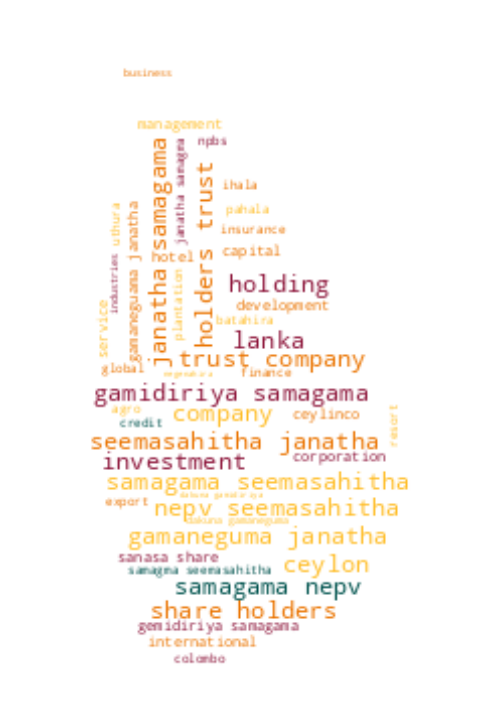 business
management
npbs
janatha samagama
janatha samagma
holders trust
ihala
pahala
insurance
uthura
gamaneguma janatha
industries
hotel
capital
plantation
holding
development
batahira
service
lanka
trust company
global
finance
gamidiriya samagama
agro
company
ceylinco
resort
credit
seemasahitha janatha
investment
corporation
samagama seemasahitha
dakuna gamidiriya
export
nepv seemasahitha
dakuna gamaneguma
gamaneguma janatha
sanasa share
samagma seemasahitha
ceylon
samagama nepv
share holders
gemidiriya samagama
international
colombo